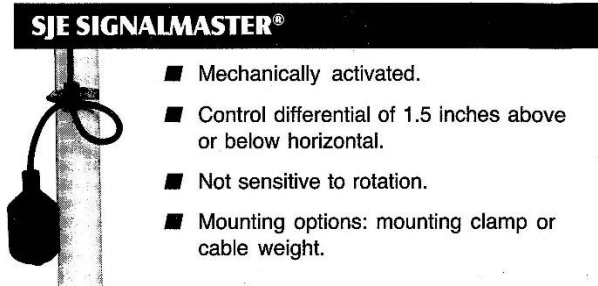 SJE SIGNALMASTER®
■ Mechanically activated.
■ Control differential of 1.5 inches above
or below horizontal.
■ Not sensitive to rotation.
■ Mounting options: mounting clamp or
cable weight.